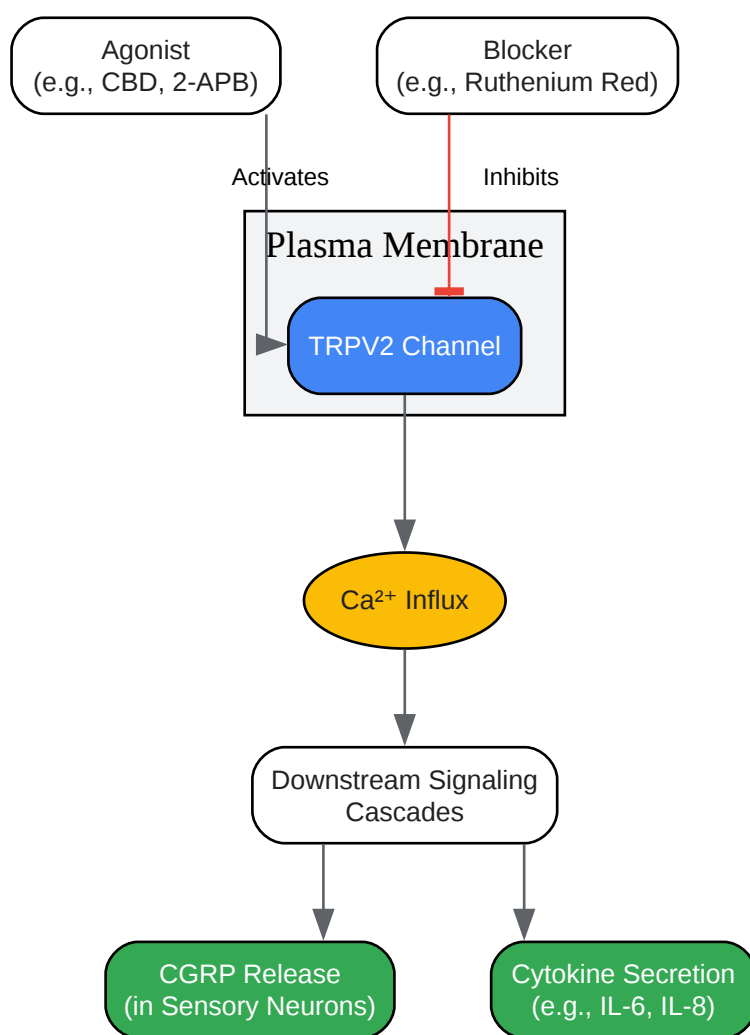 Agonist
(e.g., CBD, 2-APB)
Blocker
(e.g., Ruthenium Red)
Activates
Inhibits
Plasma Membrane
TRPV2 Channel
Ca²⁺ Influx
Downstream Signaling
Cascades
CGRP Release
(in Sensory Neurons)
Cytokine Secretion
(e.g., IL-6, IL-8)